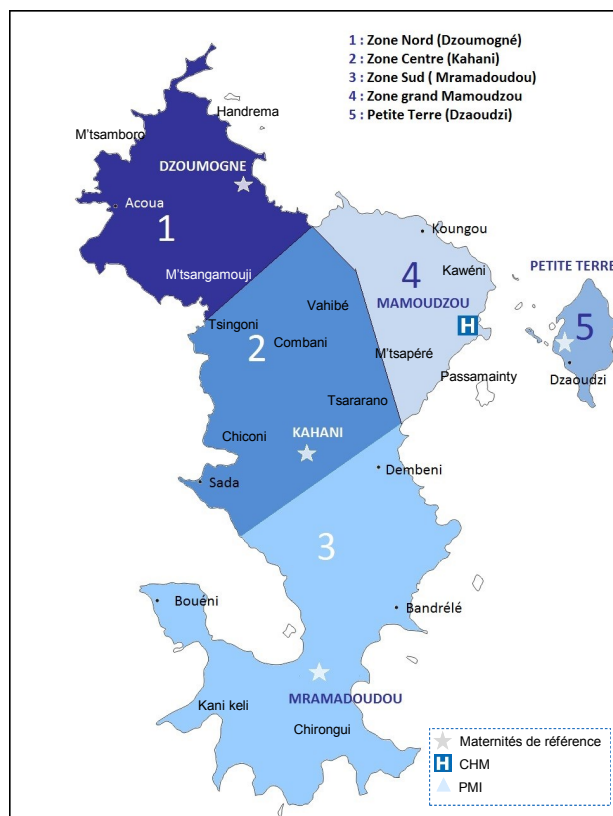 1 : Zone Nord (Dzoumogné)
2 : Zone Centre (Kahani)
3 : Zone Sud ( Mramadoudou)
4 : Zone grand Mamoudzou
5 : Petite Terre (Dzaoudzi)
Handrema
M'tsamboro
DZOUMOGNE
Acoua
1
M'tsangamouji
Koungou
Kawéni
4
MAMOUDZOU
H
PETITE TERRE
5
Dzaoudzi
Vahibé
Tsingoni
Combani
2
M'tsapéré
Passamainty
Tsararano
Chiconi
KAHANI
Sada
Dembeni
3
Bouéni
Bandrélé
MRAMADOUDOU
Kani keli
Chirongui
Maternités de référence
H CHM
PMI